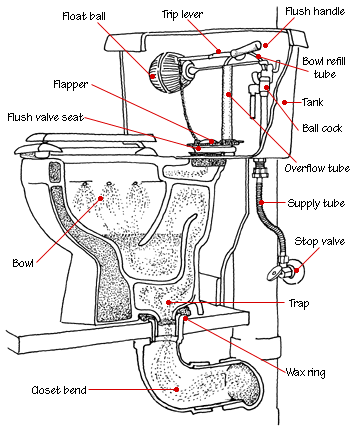 Float ball
Trip lever
Flush handle
Bowl refill
tube
Flapper
Tank
Flush valve seat
Ball cock
Overflow tube
Supply tube
Stop valve
Bowl
Trap
Wax ring
Closet bend